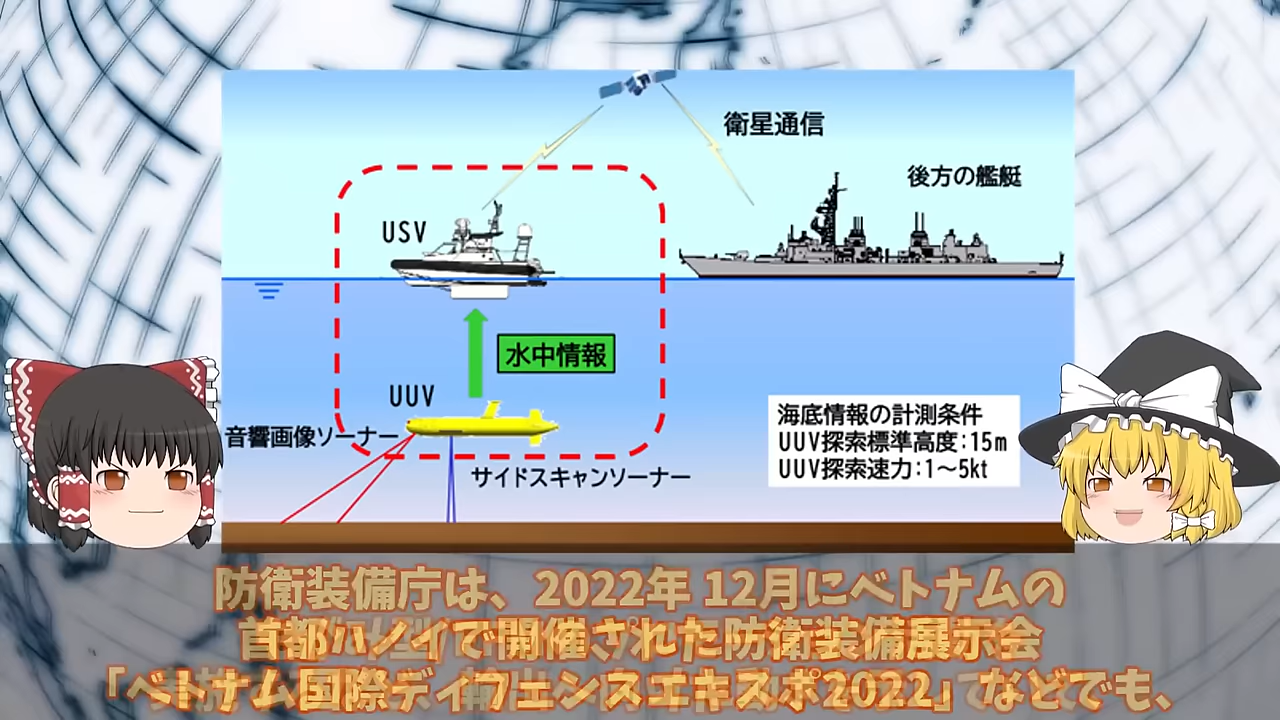 衛星通信
後方の艦艇
USV
水中情報
UUV
音響画像ソーナー
サイドスキャンソーナー
海底情報の計測条件
UUV探索標準高度:15m
UUV探索速力:1~5kt
防衛装備庁は、2022年 12月にベトナムの
首都ハノイで開催された防衛装備展示会
「ベトナム国際ディフェンスエキスポ2022」などでも、